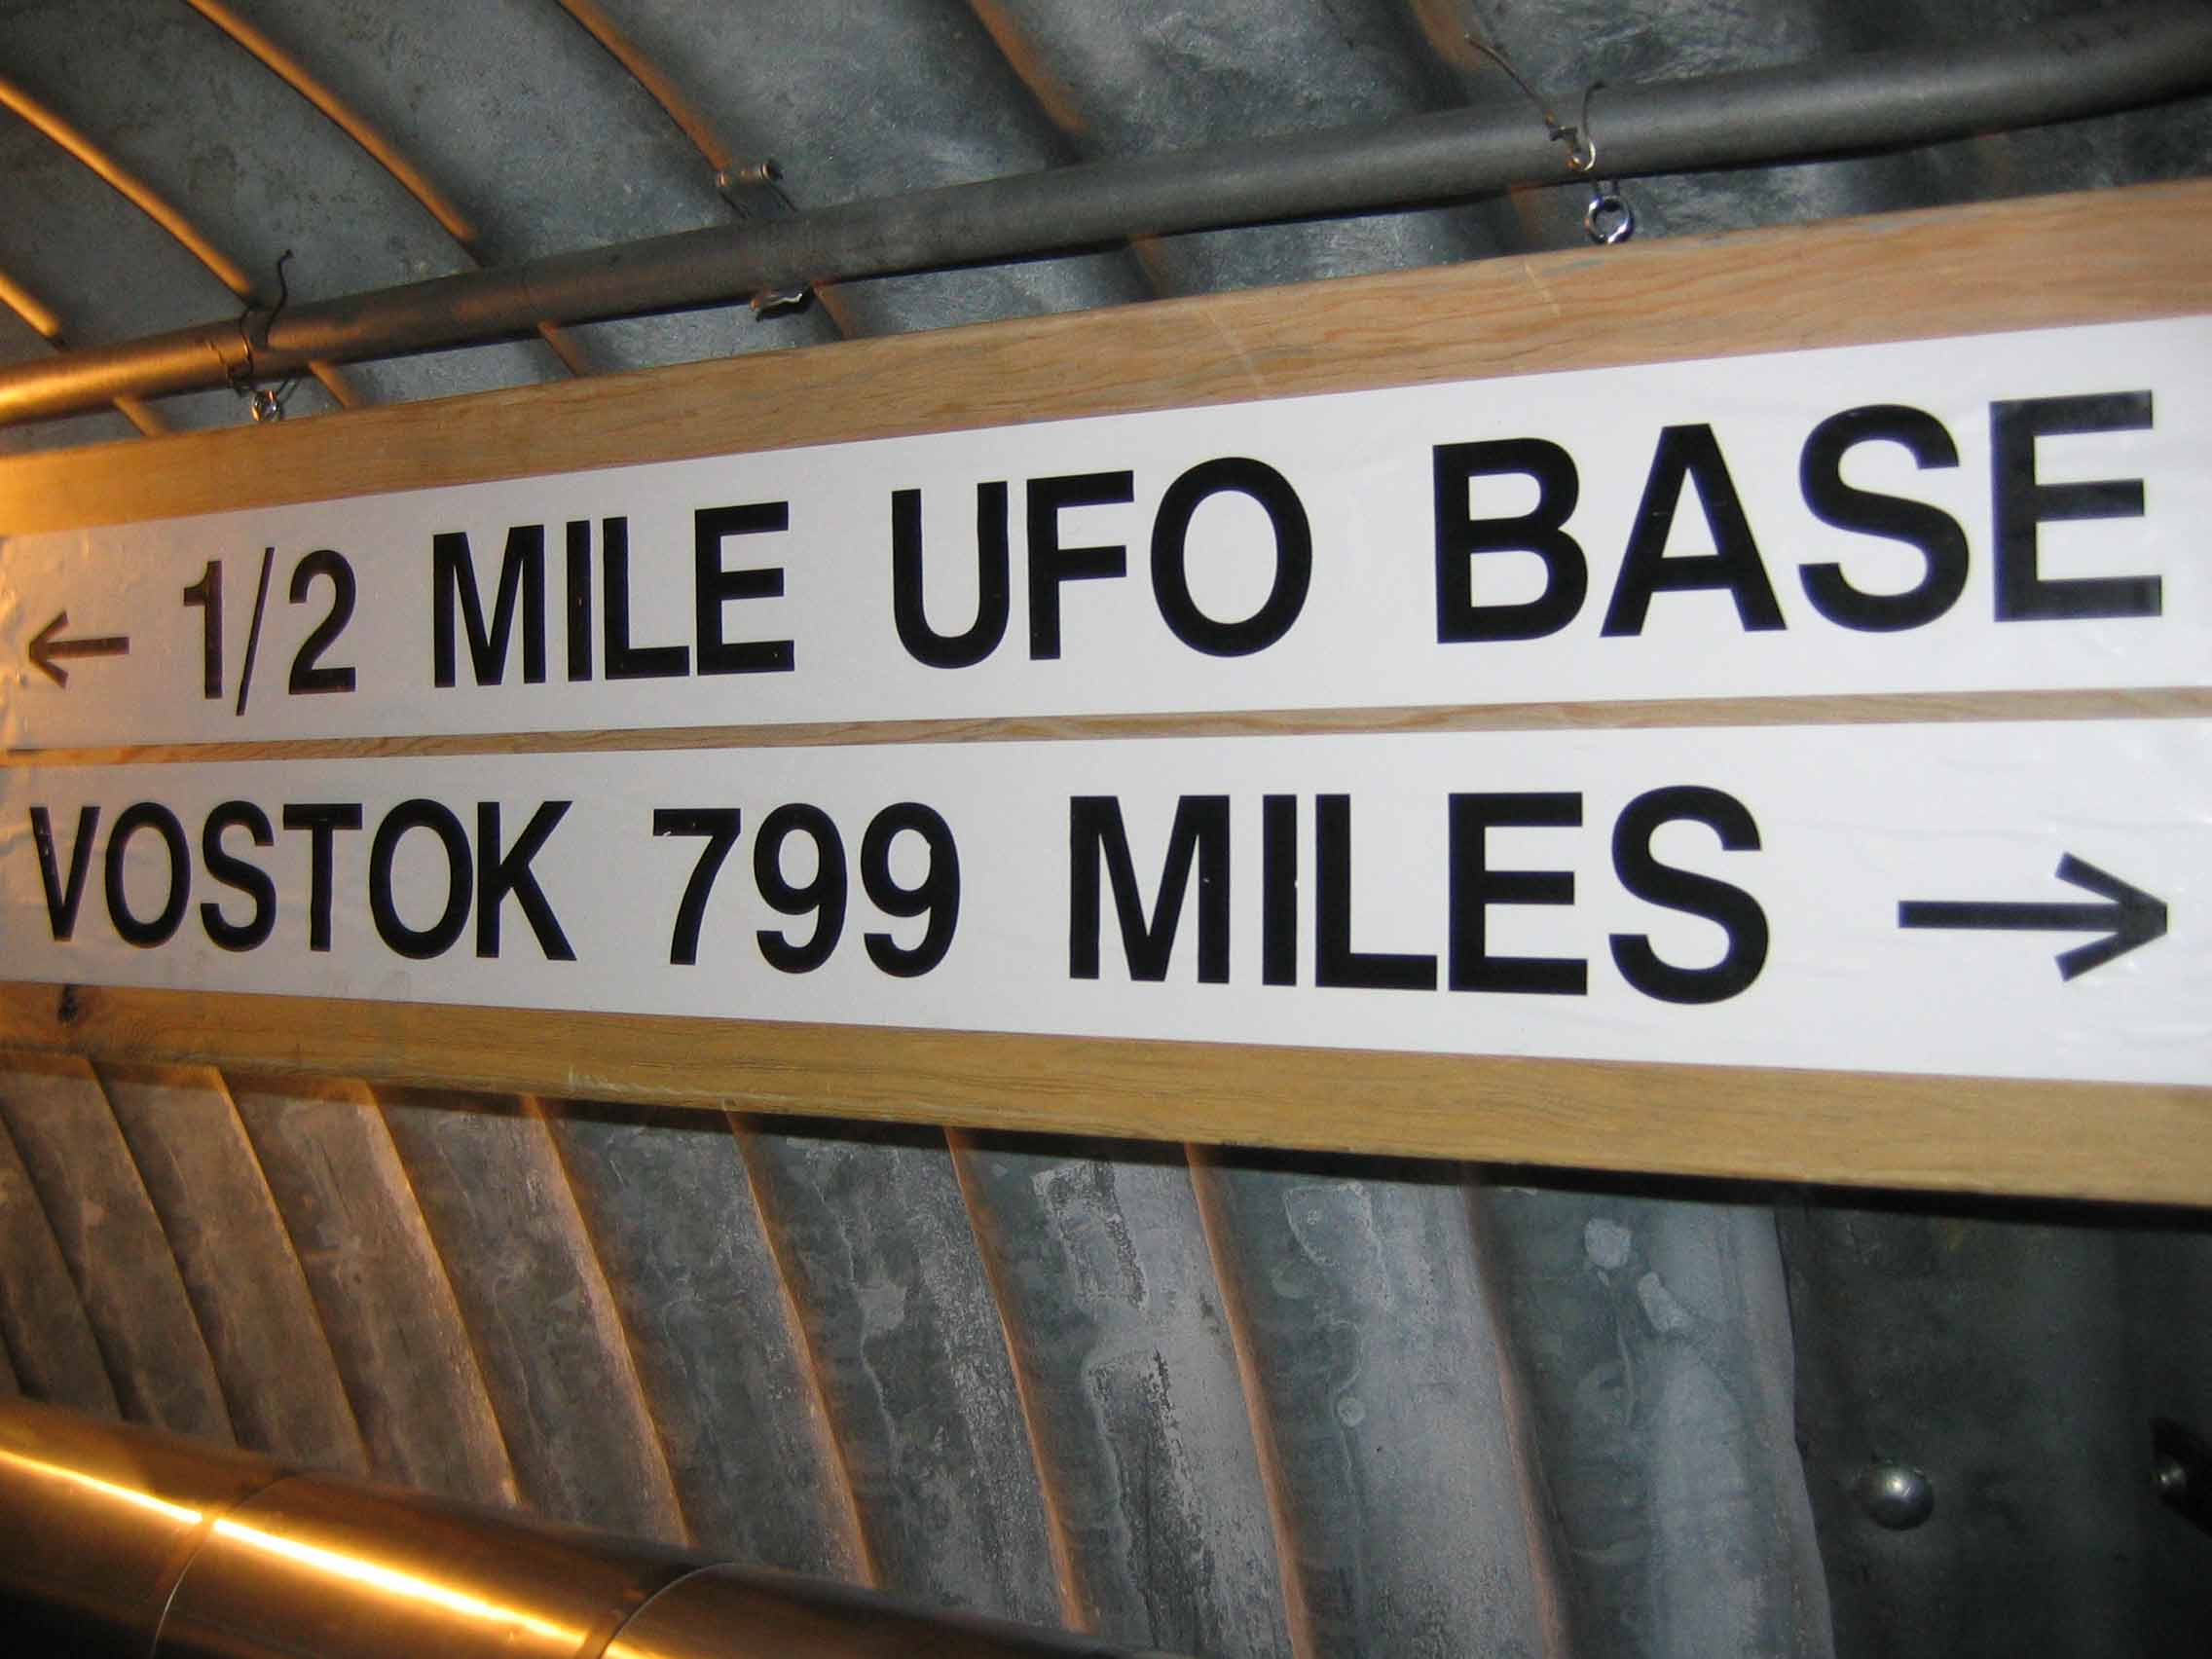 ← 1/2 MILE UFO BASE
VOSTOK 799 MILES →